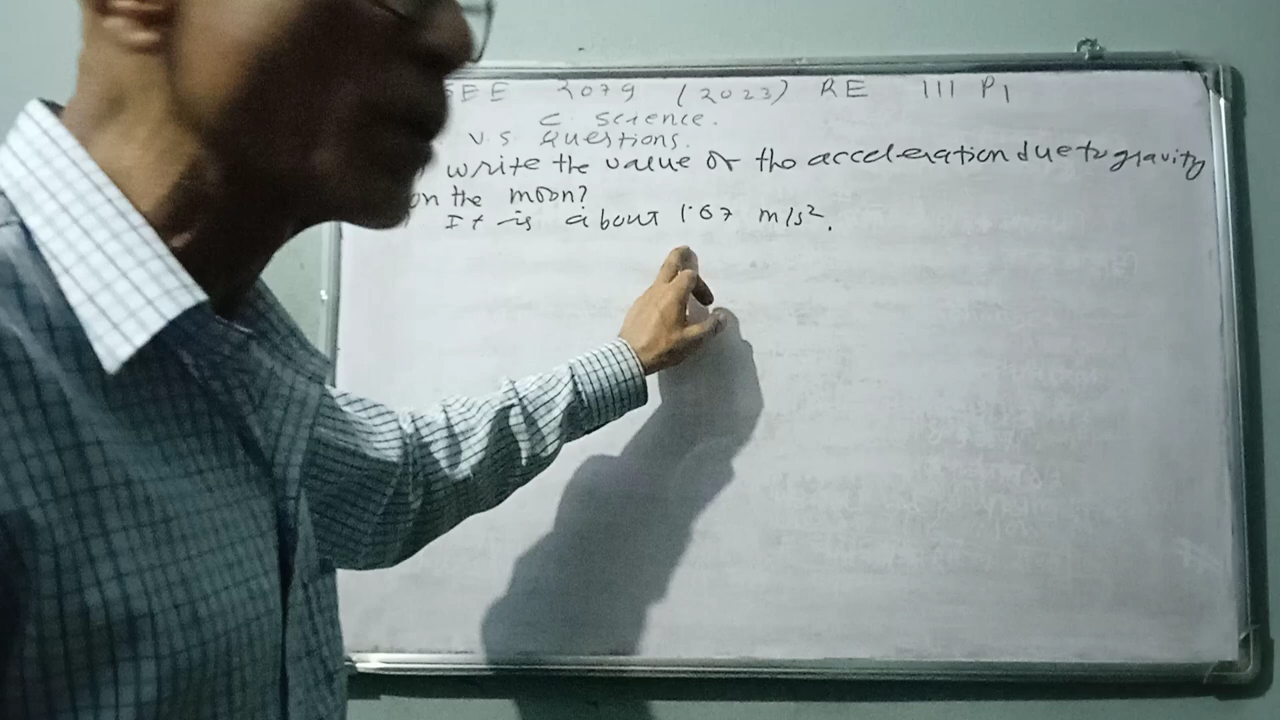 SEE 2079 (2023) RE III P1
C. Science.
V.S Questions.
write the value of the acceleration due to gravity
on the moon?
It is about 1.67 m/s².